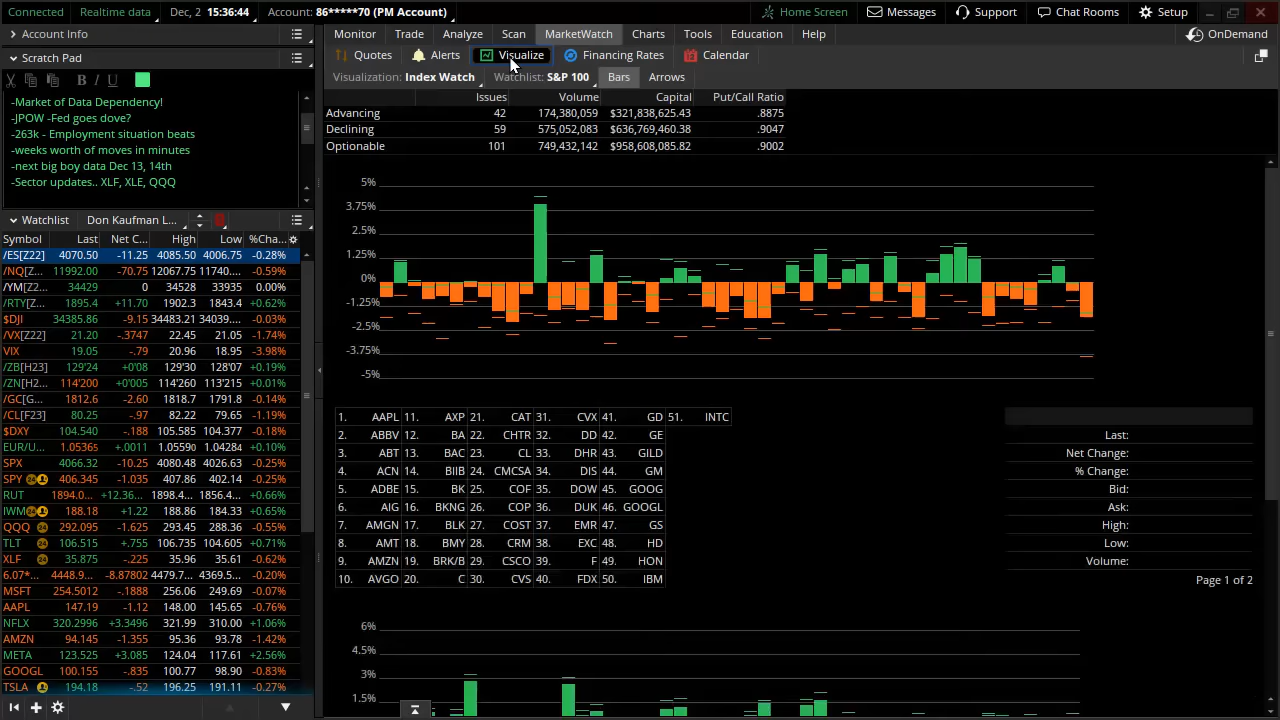 Connected Realtime data Dec, 2 15:36:44 Account: 86*****70 (PM Account) Home Screen Messages Support Chat Rooms Setup
Account Info
Monitor Trade Analyze Scan MarketWatch Charts Tools Education Help OnDemand
Scratch Pad
Quotes Alerts Visualize Financing Rates Calendar
B I U
Visualization: Index Watch Watchlist: S&P 100 Bars Arrows
-Market of Data Dependency!
-JPOW -Fed goes dove?
-263k - Employment situation beats
-weeks worth of moves in minutes
-next big boy data Dec 13, 14th
-Sector updates.. XLF, XLE, QQQ
Issues Volume Capital Put/Call Ratio
Advancing 42 174,380,059 $321,838,625.43 .8875
Declining 59 575,052,083 $636,769,460.38 .9047
Optionable 101 749,432,142 $958,608,085.82 .9002
Watchlist Don Kaufman L...
Symbol Last Net C... High Low %Cha...
/ES[Z22] 4070.50 -11.25 4085.50 4006.75 -0.28%
/NQ[Z... 11992.00 -70.75 12067.75 11740.... -0.59%
/YM[Z... 34429 0 34528 33935 0.00%
/RTY[Z... 1895.4 +11.70 1902.3 1843.4 +0.62%
$DJI 34385.86 -9.15 34483.21 34039.... -0.03%
/VX[Z22] 21.20 -.3747 22.45 21.05 -1.74%
VIX 19.05 -.79 20.96 18.95 -3.98%
/ZB[H23] 129'24 +0'08 129'30 128'07 +0.19%
/ZN[H2... 114'200 +0'005 114'260 113'215 +0.01%
/GC[G... 1812.6 -2.60 1818.7 1791.8 -0.14%
/CL[F23] 80.25 -.97 82.22 79.65 -1.19%
$DXY 104.540 -.188 105.585 104.377 -0.18%
EUR/U... 1.0536⁵ +.0011 1.0559⁰ 1.0428⁴ +0.10%
SPX 4066.32 -10.25 4080.48 4026.63 -0.25%
SPY 406.345 -1.035 407.86 402.14 -0.25%
RUT 1894.0... +12.36... 1898.4... 1856.4... +0.66%
IWM 188.18 +1.22 188.86 184.33 +0.65%
QQQ 292.095 -1.625 293.45 288.36 -0.55%
TLT 106.515 +.755 106.735 104.605 +0.71%
XLF 35.875 -.225 35.96 35.61 -0.62%
6.07*... 4448.9... -8.87802 4479.7... 4369.5... -0.20%
MSFT 254.5012 -.1888 256.06 249.69 -0.07%
AAPL 147.19 -1.12 148.00 145.65 -0.76%
NFLX 320.2996 +3.3496 321.99 310.00 +1.06%
AMZN 94.145 -1.355 95.36 93.78 -1.42%
META 123.525 +3.085 124.04 117.61 +2.56%
GOOGL 100.155 -.835 100.77 98.90 -0.83%
TSLA 194.18 -.52 196.25 191.11 -0.27%
5%
3.75%
2.5%
1.25%
0%
-1.25%
-2.5%
-3.75%
-5%
1. AAPL 11. AXP 21. CAT 31. CVX 41. GD 51. INTC
2. ABBV 12. BA 22. CHTR 32. DD 42. GE
3. ABT 13. BAC 23. CL 33. DHR 43. GILD
4. ACN 14. BIIB 24. CMCSA 34. DIS 44. GM
5. ADBE 15. BK 25. COF 35. DOW 45. GOOG
6. AIG 16. BKNG 26. COP 36. DUK 46. GOOGL
7. AMGN 17. BLK 27. COST 37. EMR 47. GS
8. AMT 18. BMY 28. CRM 38. EXC 48. HD
9. AMZN 19. BRK/B 29. CSCO 39. F 49. HON
10. AVGO 20. C 30. CVS 40. FDX 50. IBM
Last:
Net Change:
% Change:
Bid:
Ask:
High:
Low:
Volume:
Page 1 of 2
6%
4.5%
3%
1.5%